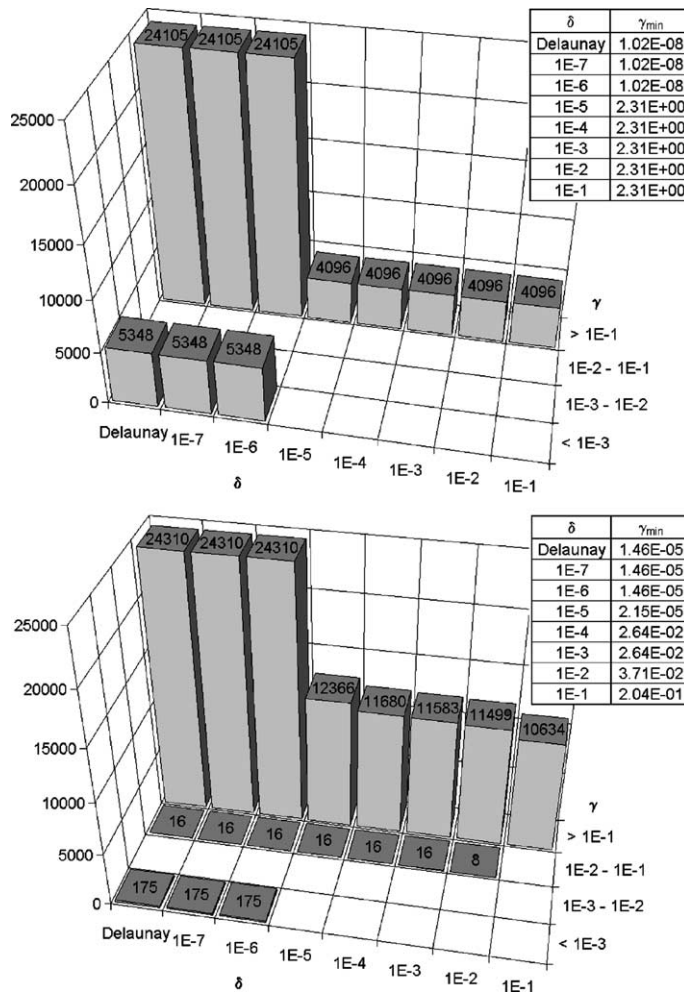 24105 24105 24105
δ γmin
Delaunay 1.02E-08
1E-7 1.02E-08
1E-6 1.02E-08
1E-5 2.31E+00
1E-4 2.31E+00
1E-3 2.31E+00
1E-2 2.31E+00
1E-1 2.31E+00
25000
20000
15000
10000
5000
0
4096 4096 4096 4096 4096
5348 5348 5348
γ
> 1E-1
1E-2 - 1E-1
1E-3 - 1E-2
< 1E-3
Delaunay 1E-7 1E-6 1E-5 1E-4 1E-3 1E-2 1E-1
δ
24310 24310 24310
δ γmin
Delaunay 1.46E-05
1E-7 1.46E-05
1E-6 1.46E-05
1E-5 2.15E-05
1E-4 2.64E-02
1E-3 2.64E-02
1E-2 3.71E-02
1E-1 2.04E-01
25000
20000
15000
10000
5000
0
12366 11680 11583 11499 10634
16 16 16 16 16 16 8
175 175 175
γ
> 1E-1
1E-2 - 1E-1
1E-3 - 1E-2
< 1E-3
Delaunay 1E-7 1E-6 1E-5 1E-4 1E-3 1E-2 1E-1
δ